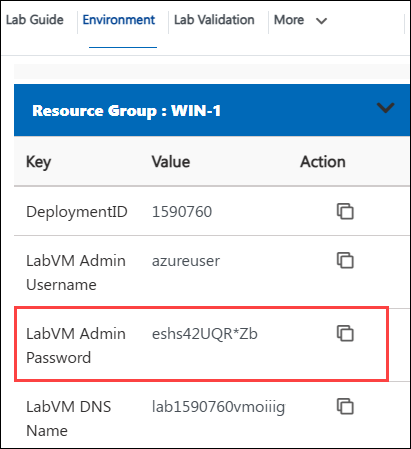 Lab Guide Environment Lab Validation More
Resource Group : WIN-1
Key Value Action
DeploymentID 1590760
LabVM Admin azureuser
Username
LabVM Admin eshs42UQR*Zb
Password
LabVM DNS lab1590760vmoiiig
Name